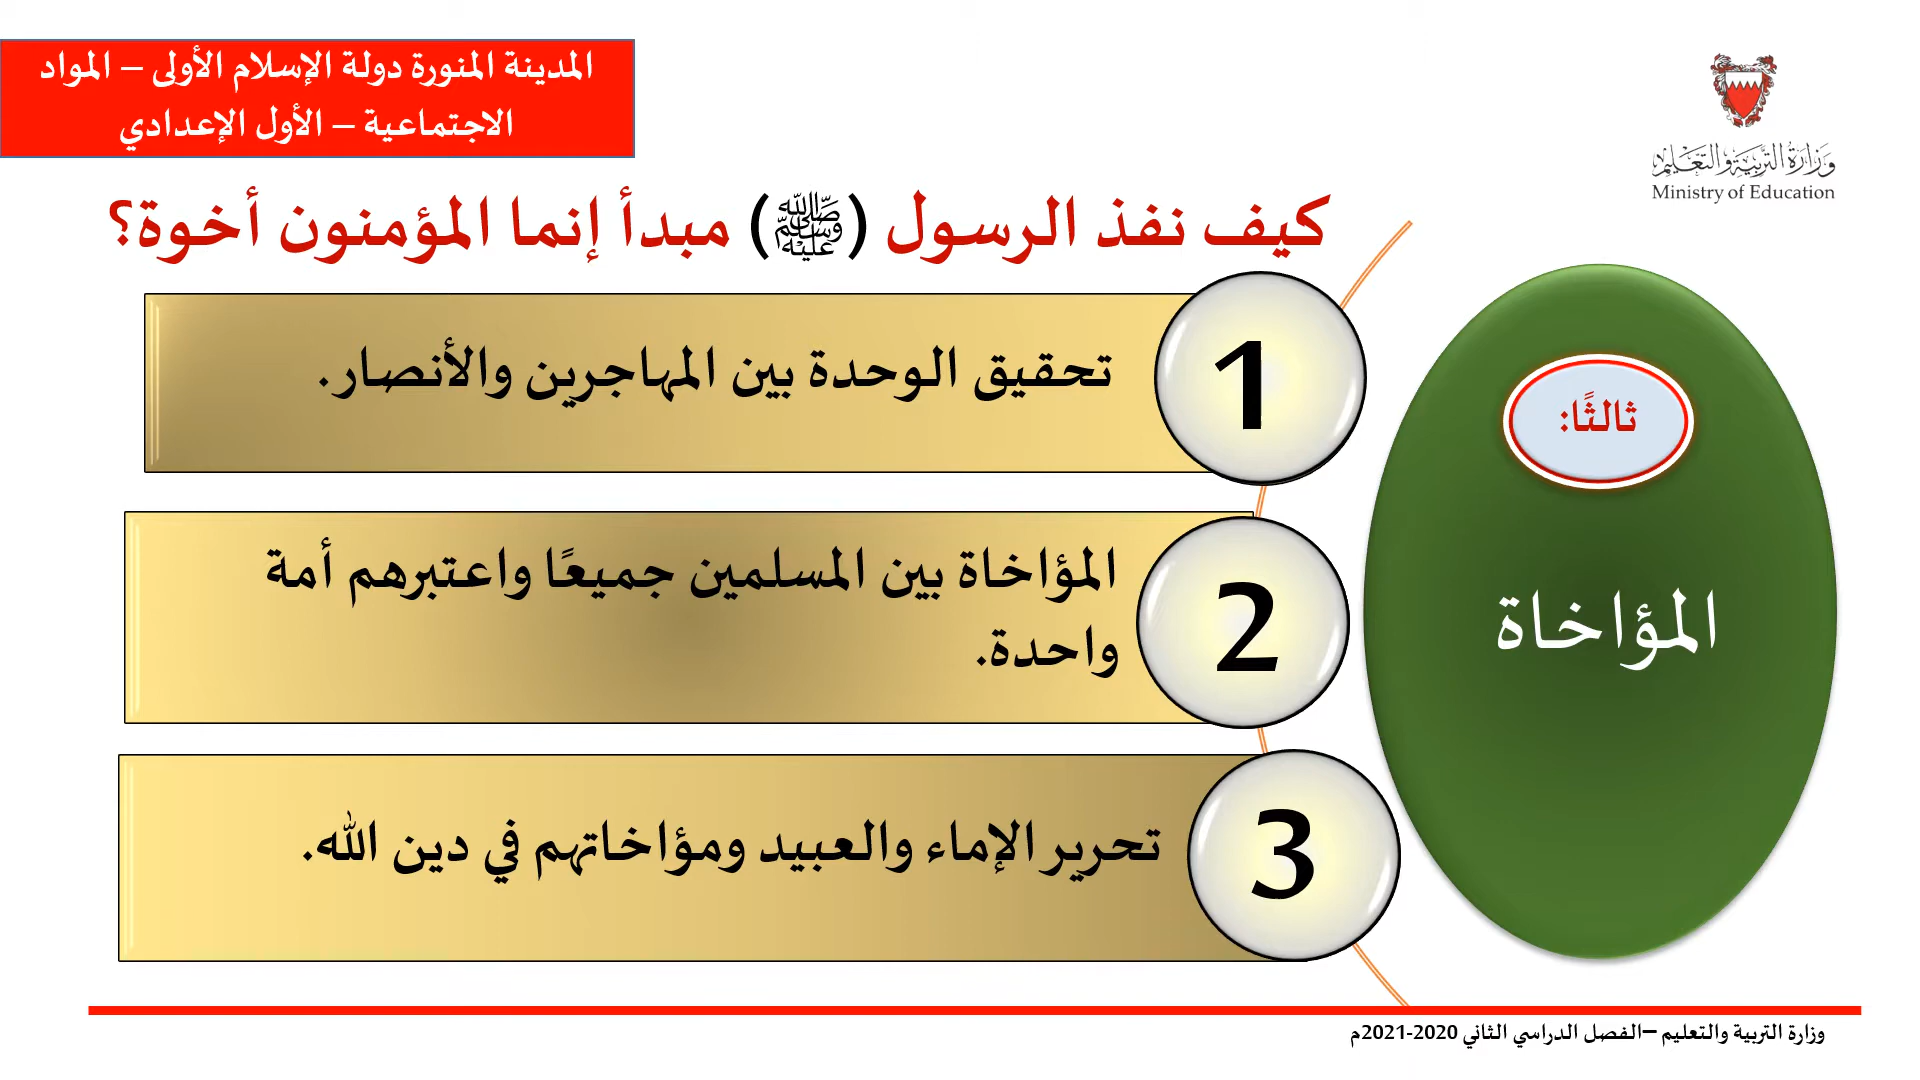 المدينة المنورة دولة الإسلام الأولى – المواد
الاجتماعية – الأول الإعدادي
وزارة التربية والتعليم
Ministry of Education
كيف نفذ الرسول (ﷺ) مبدأ إنما المؤمنون أخوة؟
ثالثًا:
المؤاخاة
1
تحقيق الوحدة بين المهاجرين والأنصار.
2
المؤاخاة بين المسلمين جميعًا واعتبرهم أمة
واحدة.
3
تحرير الإماء والعبيد ومؤاخاتهم في دين الله.
وزارة التربية والتعليم –الفصل الدراسي الثاني 2020-2021م